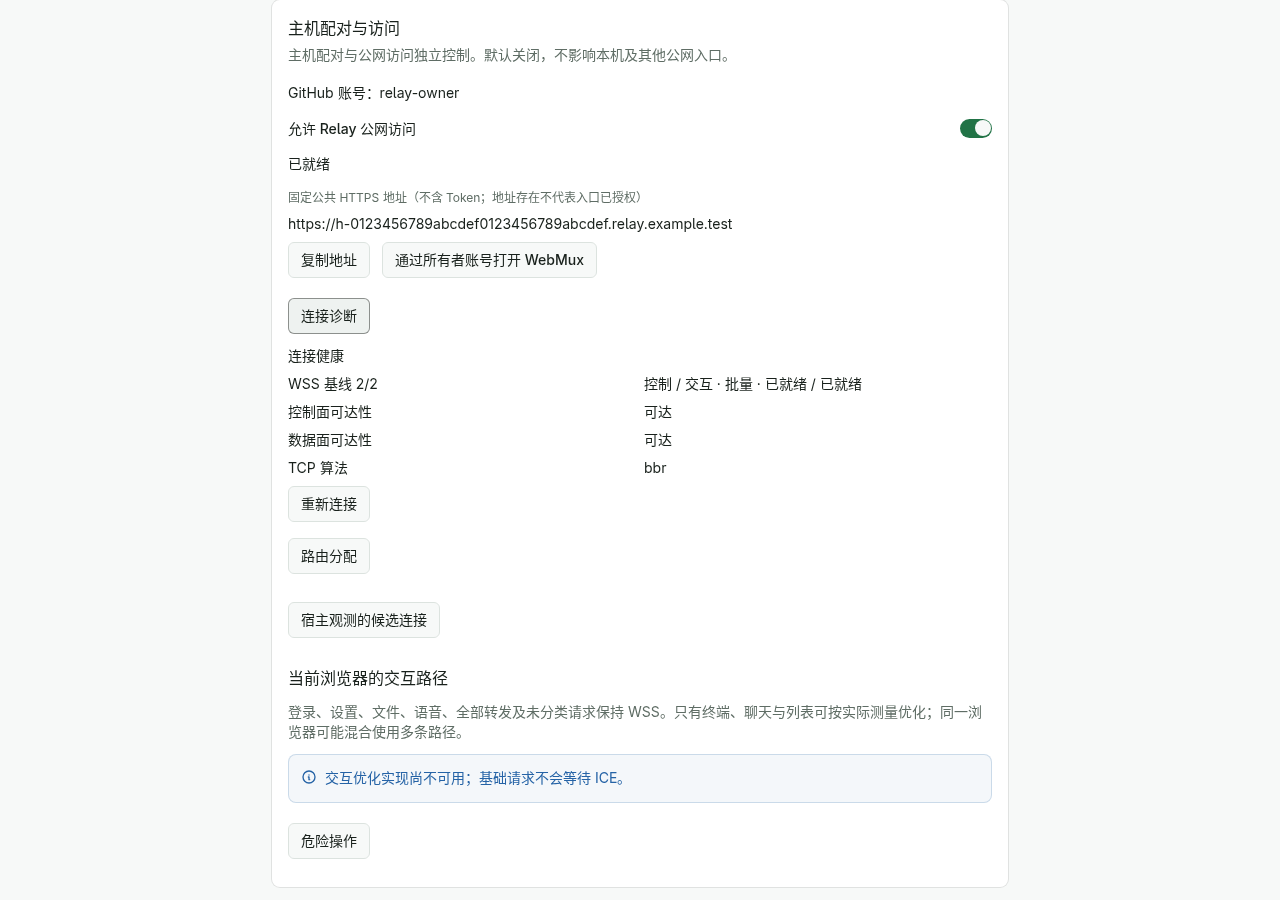 主机配对与访问
主机配对与公网访问独立控制。默认关闭，不影响本机及其他公网入口。
GitHub 账号：relay-owner
允许 Relay 公网访问
已就绪
固定公共 HTTPS 地址（不含 Token；地址存在不代表入口已授权）
https://h-0123456789abcdef0123456789abcdef.relay.example.test
复制地址 通过所有者账号打开 WebMux
连接诊断
连接健康
WSS 基线 2/2 控制 / 交互 · 批量 · 已就绪 / 已就绪
控制面可达性 可达
数据面可达性 可达
TCP 算法 bbr
重新连接
路由分配
宿主观测的候选连接
当前浏览器的交互路径
登录、设置、文件、语音、全部转发及未分类请求保持 WSS。只有终端、聊天与列表可按实际测量优化；同一浏
览器可能混合使用多条路径。
交互优化实现尚不可用；基础请求不会等待 ICE。
危险操作